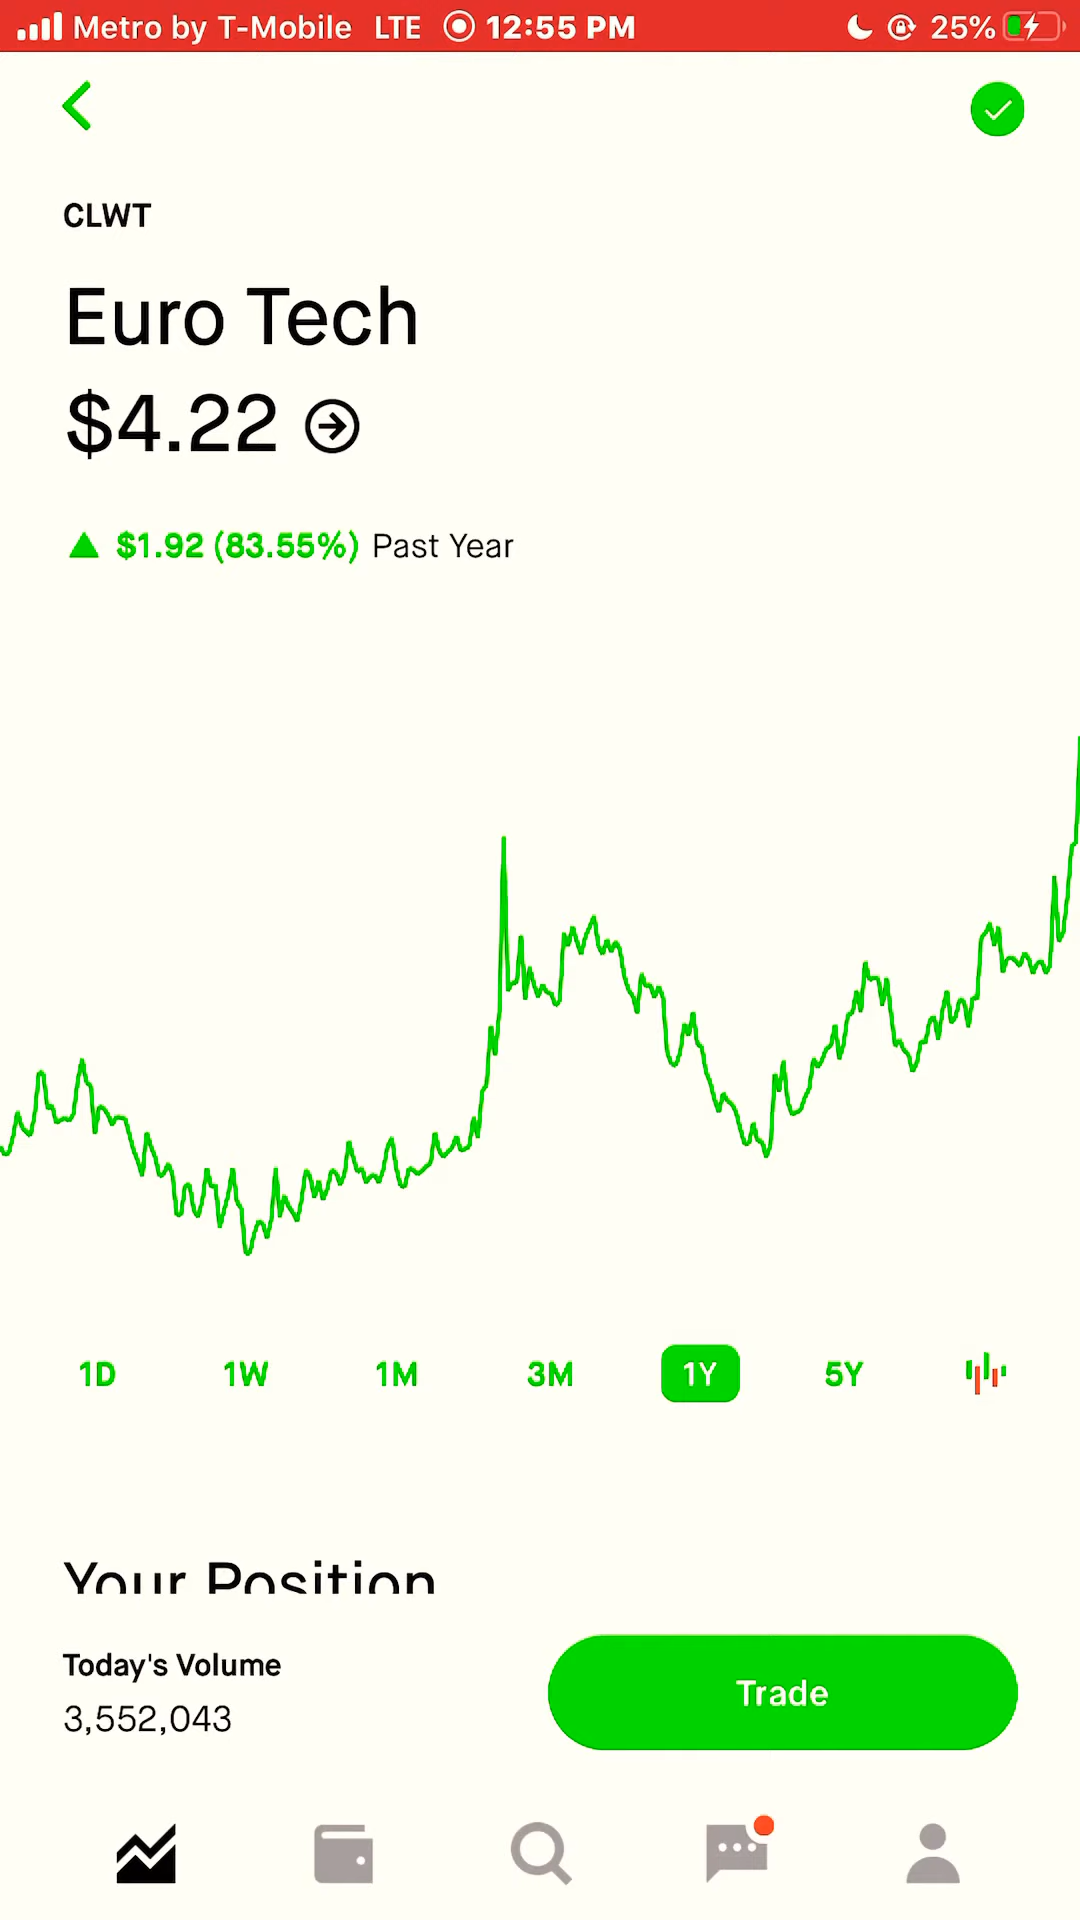 Metro by T-Mobile LTE 12:55 PM 25%
CLWT
Euro Tech
$4.22
$1.92 (83.55%) Past Year
1D 1W 1M 3M 1Y 5Y
Your Position
Today's Volume
3,552,043
Trade